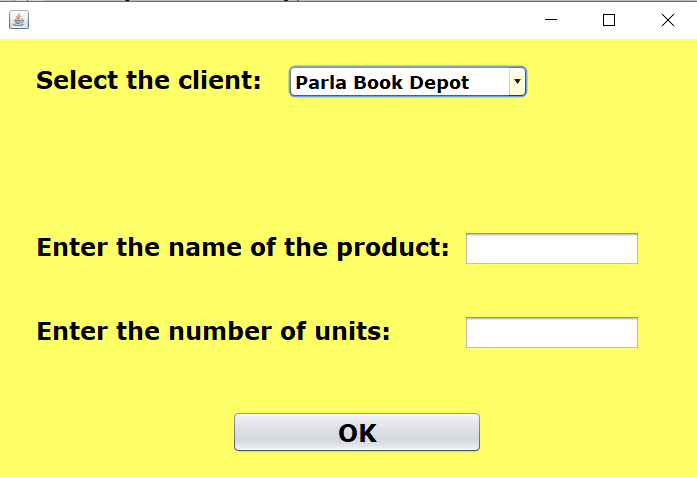 Select the client: Parla Book Depot
Enter the name of the product:
Enter the number of units:
OK